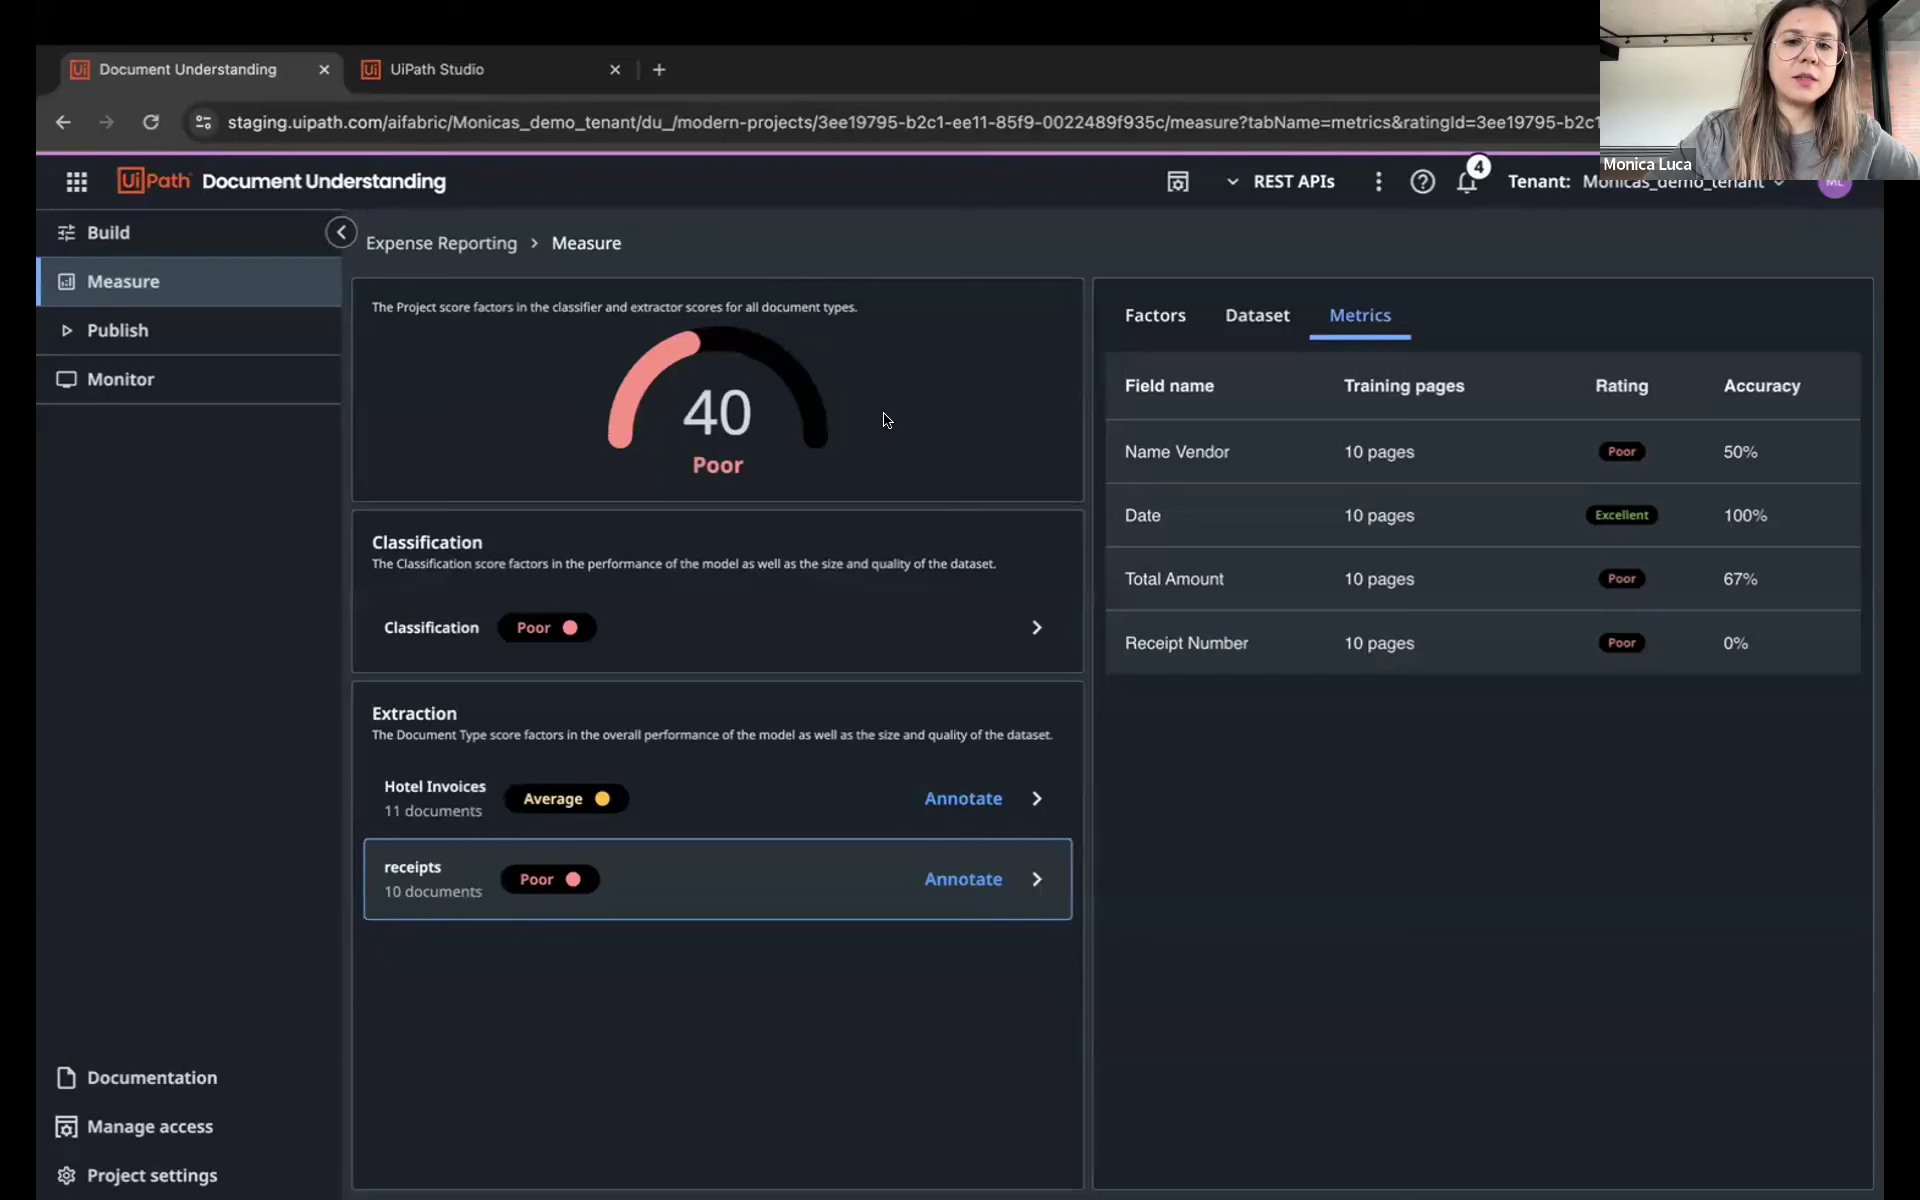 Document Understanding
UiPath Studio
staging.uipath.com/aifabric/Monicas_demo_tenant/du_/modern-projects/3ee19795-b2c1-ee11-85f9-0022489f935c/measure?tabName=metrics&ratingId=3ee19795-b2c1
Monica Luca
UiPath Document Understanding
REST APIs
4
Tenant: Monicas_demo_tenant
ML
Build
Measure
Publish
Monitor
Documentation
Manage access
Project settings
Expense Reporting > Measure
The Project score factors in the classifier and extractor scores for all document types.
40
Poor
Classification
The Classification score factors in the performance of the model as well as the size and quality of the dataset.
Classification Poor
Extraction
The Document Type score factors in the overall performance of the model as well as the size and quality of the dataset.
Hotel Invoices
11 documents
Average
Annotate
receipts
10 documents
Poor
Annotate
Factors Dataset Metrics
Field name Training pages Rating Accuracy
Name Vendor 10 pages Poor 50%
Date 10 pages Excellent 100%
Total Amount 10 pages Poor 67%
Receipt Number 10 pages Poor 0%